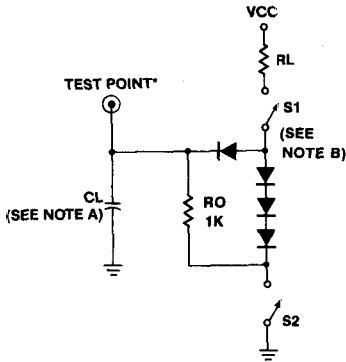 VCC
RL
TEST POINT*
S1
(SEE
NOTE B)
CL
(SEE NOTE A)
RO
1K
S2